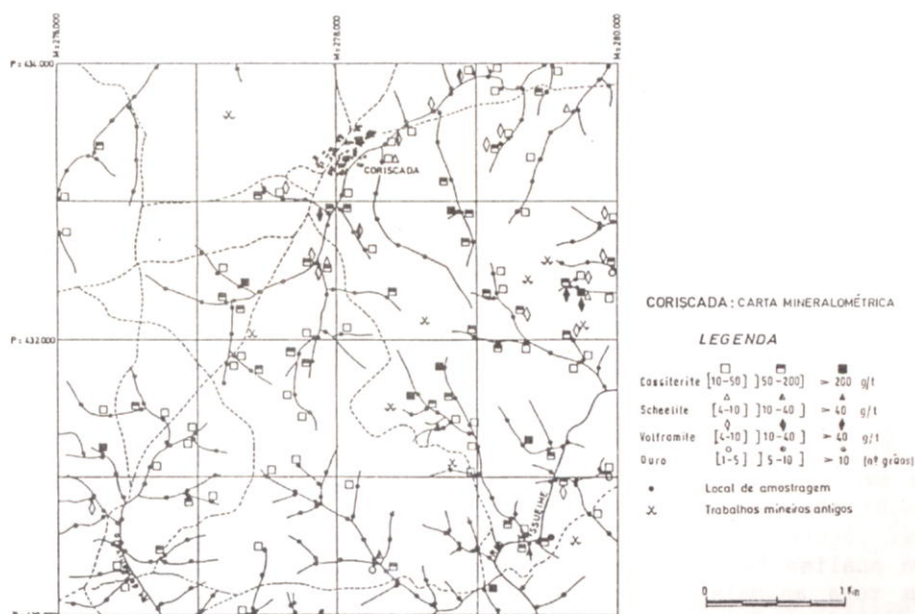 M=276.000
M=278.000
M=280.000
P=434.000
CORISCADA
P=432.000
CORISCADA: CARTA MINERALOMÉTRICA
LEGENDA
Cassiterite [10-50] ]50-200] > 200 g/t
Scheelite [4-10] ]10-40] > 40 g/t
Volframite [4-10] ]10-40] > 40 g/t
Ouro [1-5] ]5-10] > 10 (nº grãos)
Local de amostragem
Trabalhos mineiros antigos
0 1 Km